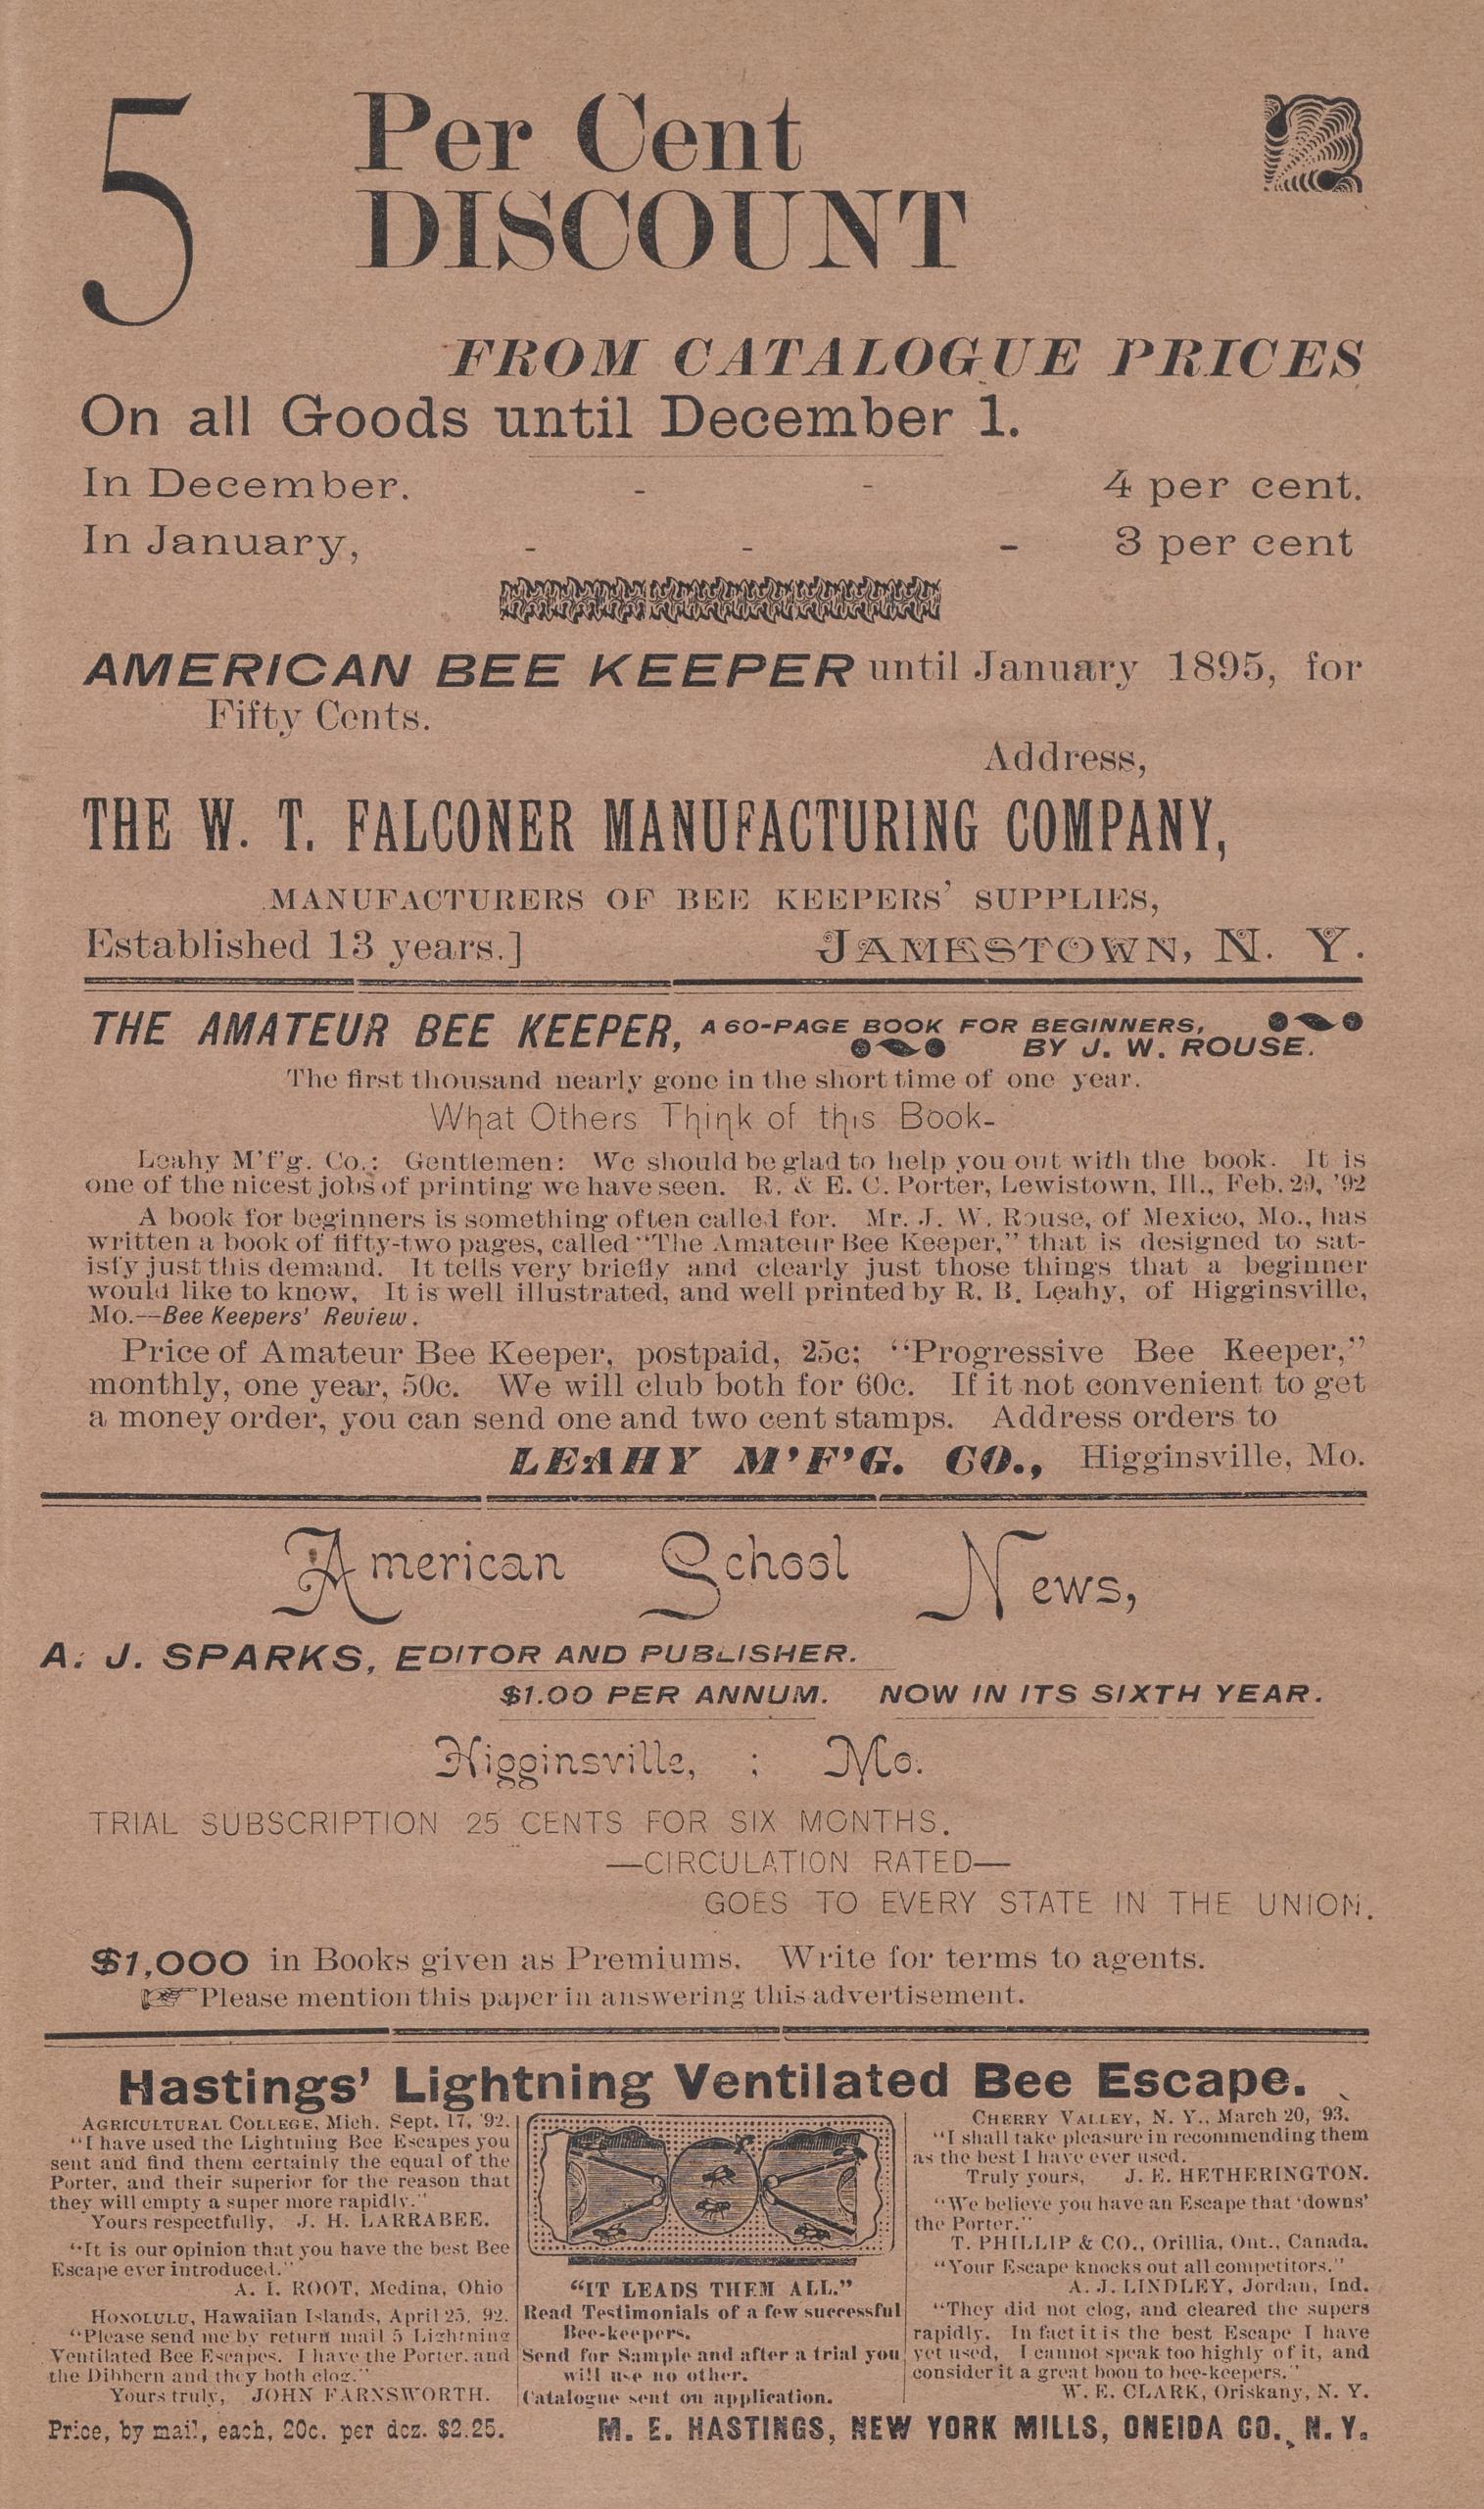 5 Per Cent
DISCOUNT
FROM CATALOGUE PRICES
On all Goods until December 1.
In December. - - 4 per cent.
In January, - - - 3 per cent
AMERICAN BEE KEEPER until January 1895, for
Fifty Cents.
Address,
THE W. T. FALCONER MANUFACTURING COMPANY,
MANUFACTURERS OF BEE KEEPERS' SUPPLIES,
Established 13 years.] JAMESTOWN, N. Y.
THE AMATEUR BEE KEEPER, A 60-PAGE BOOK FOR BEGINNERS,
BY J. W. ROUSE.
The first thousand nearly gone in the short time of one year.
What Others Think of this Book-
Leahy M'f'g. Co.: Gentlemen: We should be glad to help you out with the book. It is
one of the nicest jobs of printing we have seen. R. & E. C. Porter, Lewistown, Ill., Feb. 29, '92
A book for beginners is something often called for. Mr. J. W. Rouse, of Mexico, Mo., has
written a book of fifty-two pages, called "The Amateur Bee Keeper," that is designed to sat-
isfy just this demand. It tells very briefly and clearly just those things that a beginner
would like to know. It is well illustrated, and well printed by R. B. Leahy, of Higginsville,
Mo.--Bee Keepers' Review.
Price of Amateur Bee Keeper, postpaid, 25c; "Progressive Bee Keeper,"
monthly, one year, 50c. We will club both for 60c. If it not convenient to get
a money order, you can send one and two cent stamps. Address orders to
LEAHY M'F'G. CO., Higginsville, Mo.
American School News,
A. J. SPARKS, EDITOR AND PUBLISHER.
$1.00 PER ANNUM. NOW IN ITS SIXTH YEAR.
Higginsville, : Mo.
TRIAL SUBSCRIPTION 25 CENTS FOR SIX MONTHS.
—CIRCULATION RATED—
GOES TO EVERY STATE IN THE UNION.
$1,000 in Books given as Premiums. Write for terms to agents.
☞Please mention this paper in answering this advertisement.
Hastings' Lightning Ventilated Bee Escape.
AGRICULTURAL COLLEGE, Mich. Sept. 17, '92.
"I have used the Lightning Bee Escapes you
sent and find them certainly the equal of the
Porter, and their superior for the reason that
they will empty a super more rapidly."
Yours respectfully, J. H. LARRABEE.
"It is our opinion that you have the best Bee
Escape ever introduced."
A. I. ROOT, Medina, Ohio
HONOLULU, Hawaiian Islands, April 25, 92.
"Please send me by return mail 5 Lightning
Ventilated Bee Escapes. I have the Porter, and
the Dibbern and they both clog."
Yours truly, JOHN FARNSWORTH.
"IT LEADS THEM ALL."
Read Testimonials of a few successful
Bee-keepers.
Send for Sample and after a trial you
will use no other.
Catalogue sent on application.
CHERRY VALLEY, N. Y., March 20, '93.
"I shall take pleasure in recommending them
as the best I have ever used.
Truly yours, J. E. HETHERINGTON.
"We believe you have an Escape that 'downs'
the Porter."
T. PHILLIP & CO., Orillia, Ont., Canada.
"Your Escape knocks out all competitors."
A. J. LINDLEY, Jordan, Ind.
"They did not clog, and cleared the supers
rapidly. In fact it is the best Escape I have
yet used, I cannot speak too highly of it, and
consider it a great boon to bee-keepers."
W. E. CLARK, Oriskany, N. Y.
Price, by mail, each, 20c. per doz. $2.25. M. E. HASTINGS, NEW YORK MILLS, ONEIDA CO., N. Y.